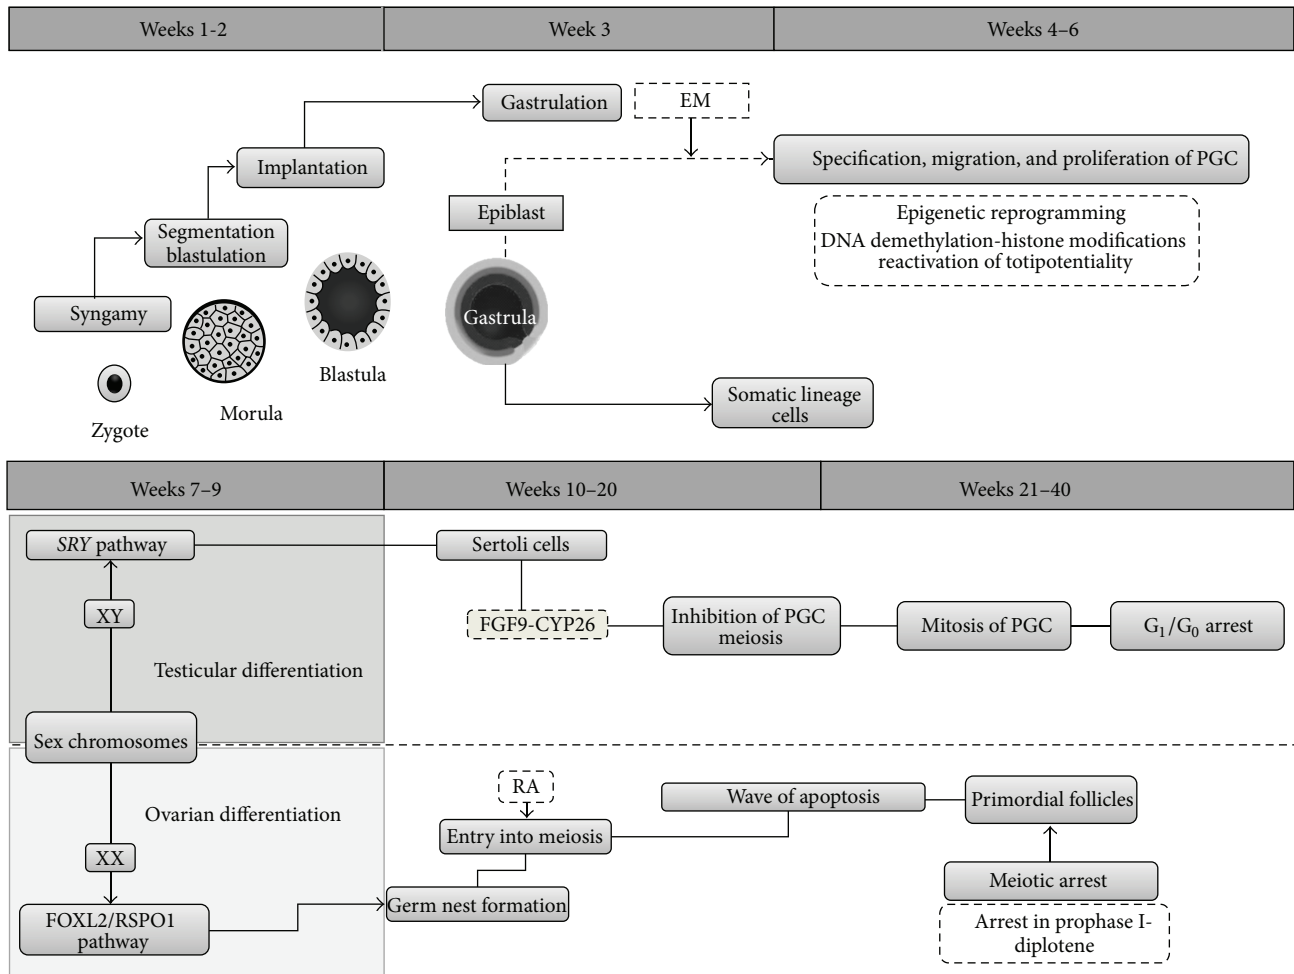 Weeks 1-2
Week 3
Weeks 4–6
Gastrulation
EM
Implantation
Specification, migration, and proliferation of PGC
Epiblast
Segmentation
blastulation
Epigenetic reprogramming
DNA demethylation-histone modifications
reactivation of totipotentiality
Syngamy
Gastrula
Blastula
Somatic lineage
cells
Morula
Zygote
Weeks 7–9
Weeks 10–20
Weeks 21–40
SRY pathway
Sertoli cells
XY
FGF9-CYP26
Inhibition of PGC
meiosis
Mitosis of PGC
G₁/G₀ arrest
Testicular differentiation
Sex chromosomes
Ovarian differentiation
RA
Wave of apoptosis
Primordial follicles
Entry into meiosis
XX
Meiotic arrest
Germ nest formation
FOXL2/RSPO1
pathway
Arrest in prophase I-
diplotene